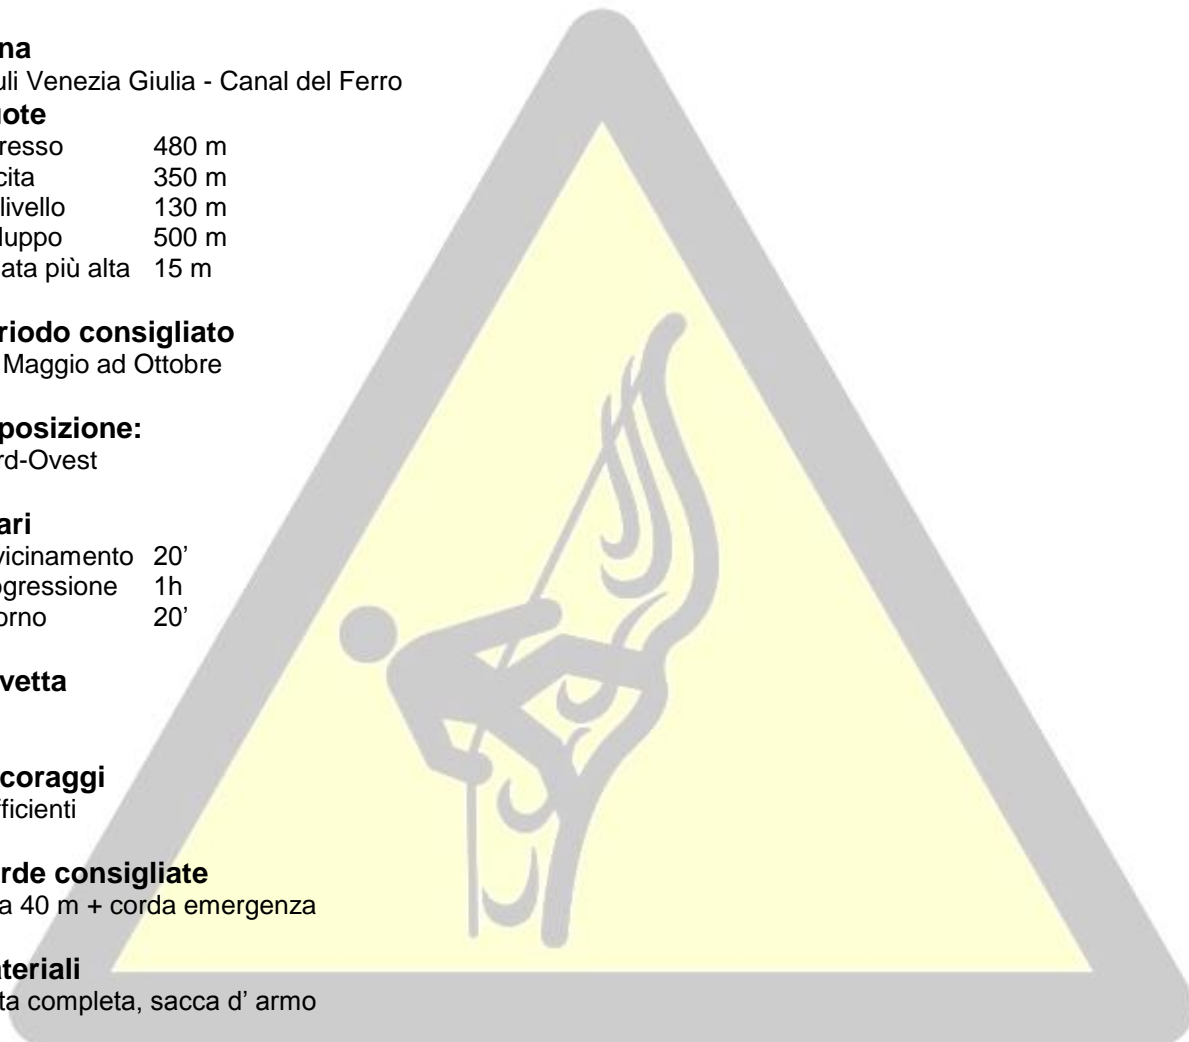 na
uli Venezia Giulia - Canal del Ferro
uote
resso 480 m
cita 350 m
livello 130 m
luppo 500 m
ata più alta 15 m
riodo consigliato
Maggio ad Ottobre
posizione:
rd-Ovest
ari
vicinamento 20’
ogressione 1h
orno 20’
vetta
coraggi
fficienti
rde consigliate
a 40 m + corda emergenza
ateriali
ta completa, sacca d’ armo